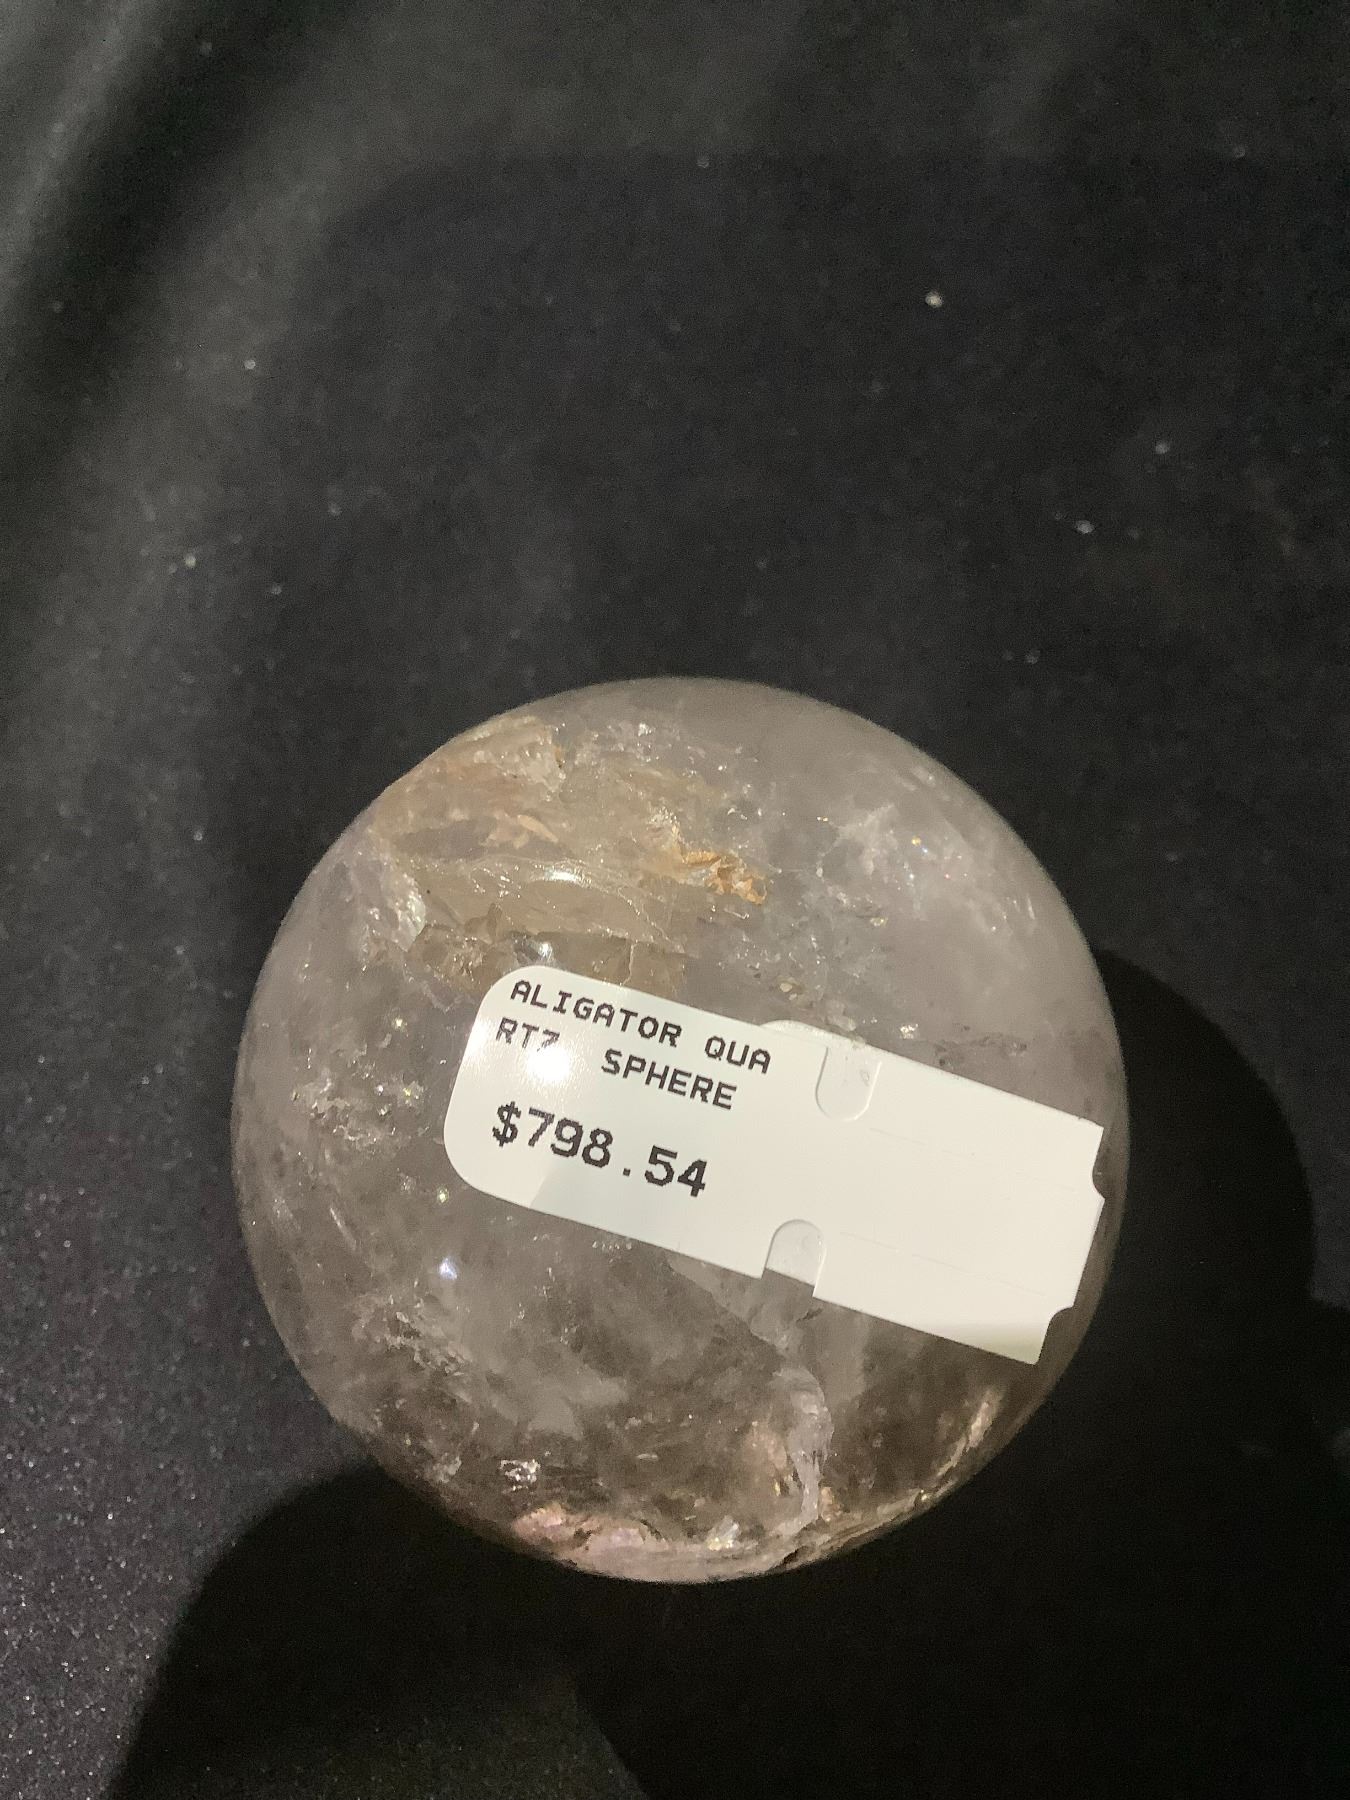 ALIGATOR QUA
RTZ SPHERE
$798.54